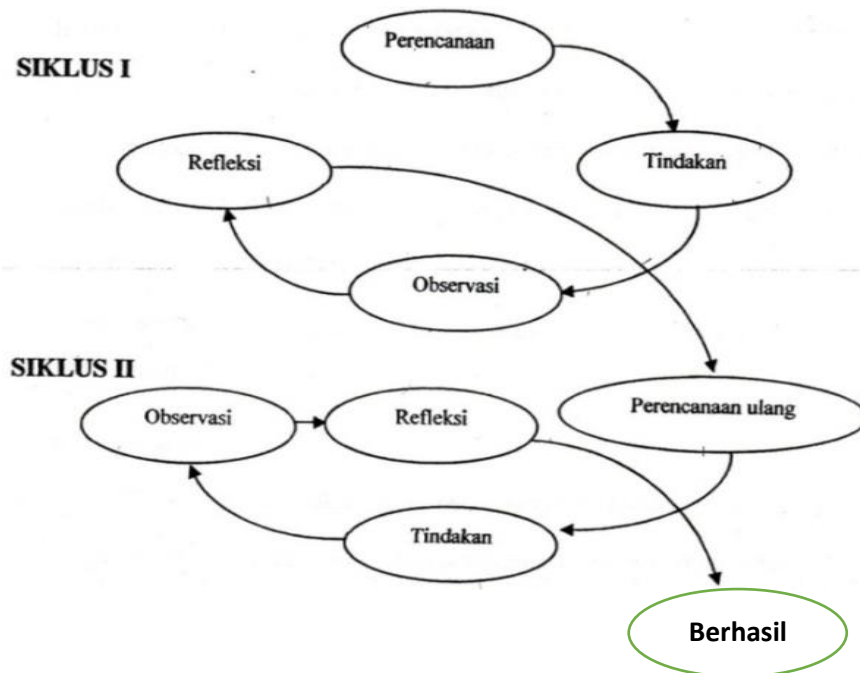 Perencanaan
SIKLUS I
Refleksi
Tindakan
Observasi
SIKLUS II
Observasi
Refleksi
Perencanaan ulang
Tindakan
Berhasil